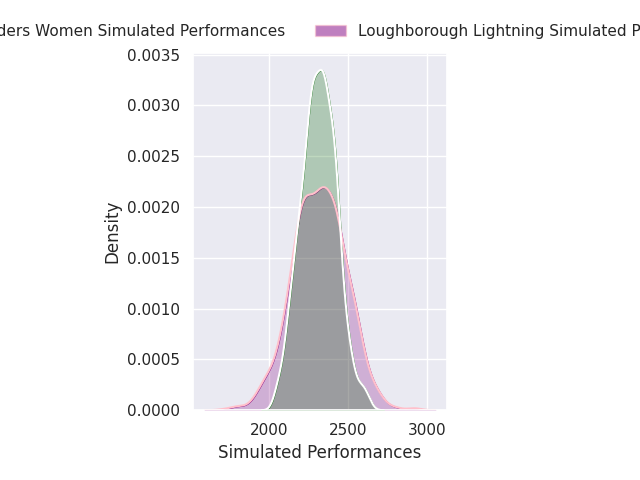 Women Simulated Performances Loughborough Lightning Simulated
0.0035
0.0030
0.0025
0.0020
0.0015
0.0010
0.0005
0.0000
Density
2000 2500 3000
Simulated Performances